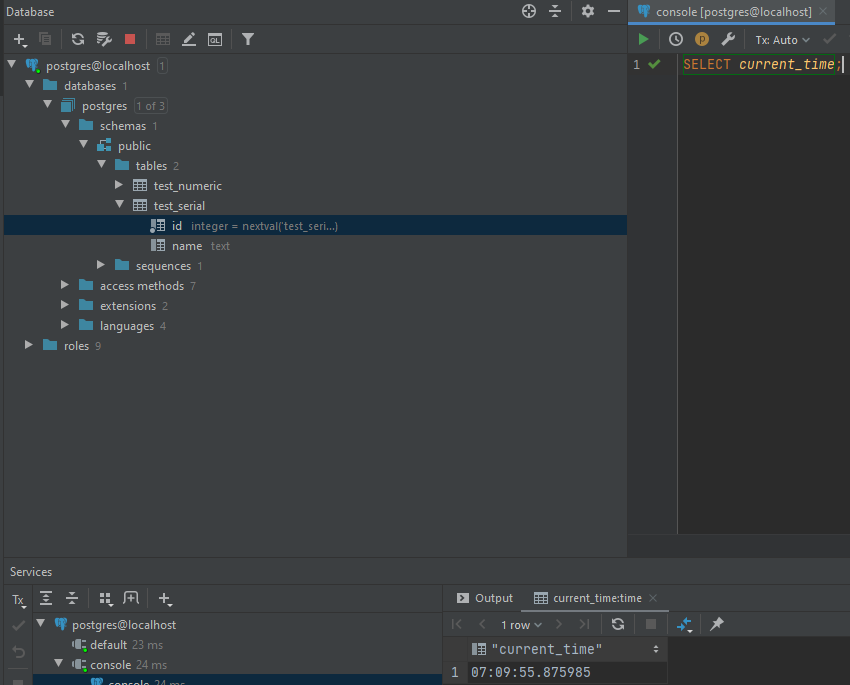 Database
postgres@localhost 1
databases 1
postgres 1 of 3
schemas 1
public
tables 2
test_numeric
test_serial
id integer = nextval('test_seri...)
name text
sequences 1
access methods 7
extensions 2
languages 4
roles 9
console [postgres@localhost]
P Tx: Auto
1 SELECT current_time;
Services
Tx
postgres@localhost
default 23 ms
console 24 ms
console 24 ms
Output current_time:time
1 row
"current_time"
1 07:09:55.875985